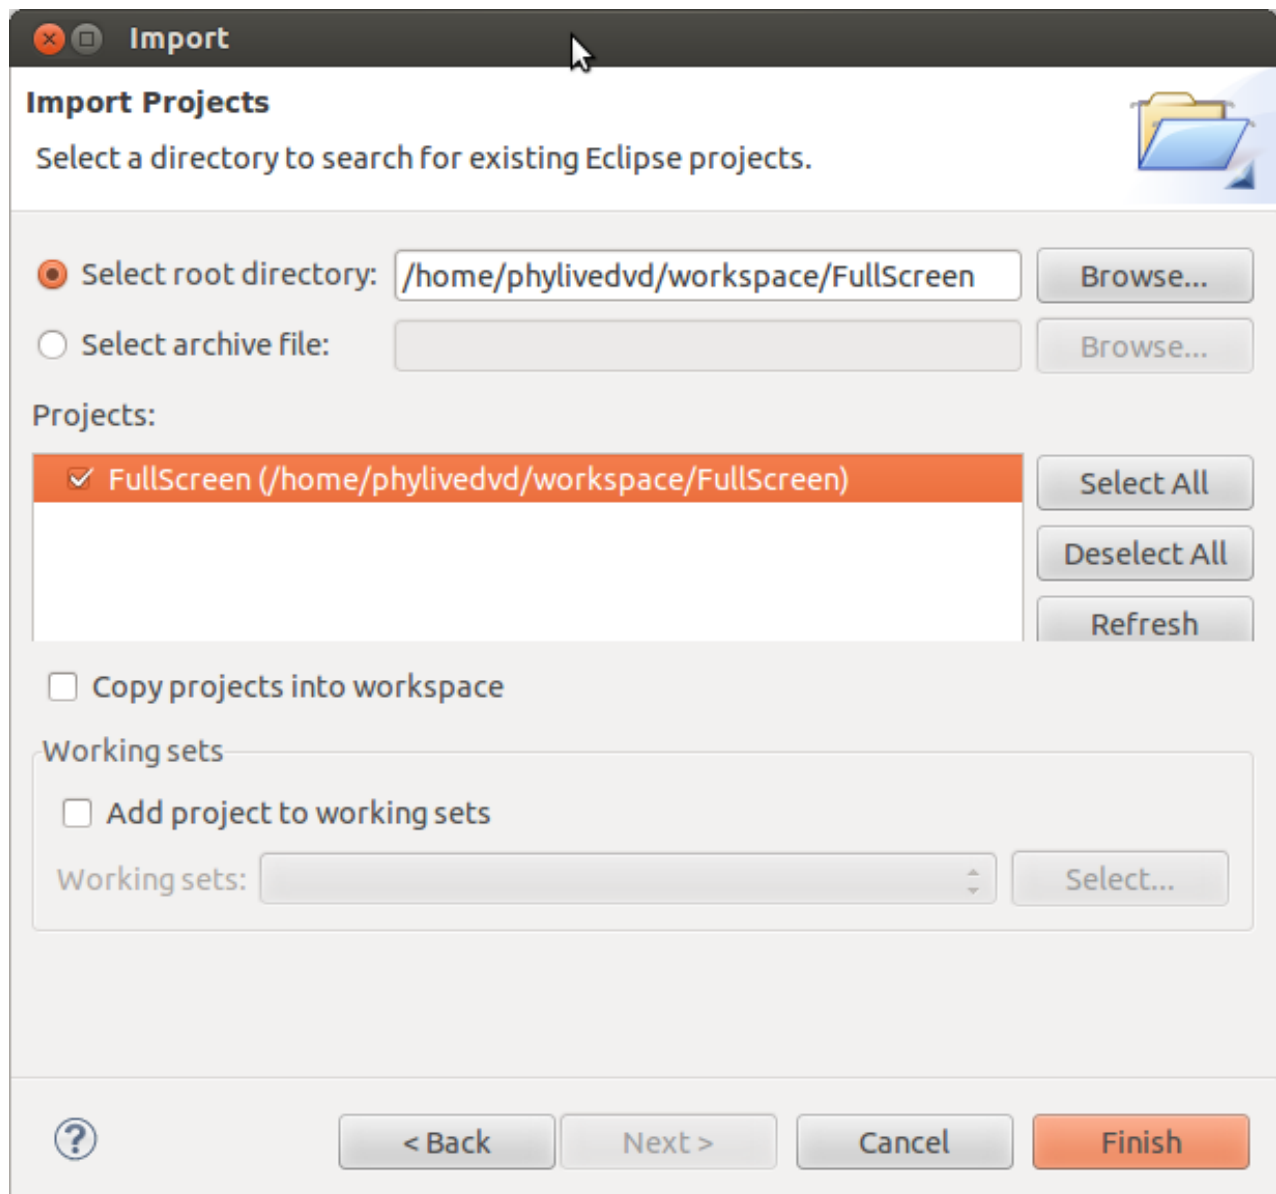 Import
Import Projects
Select a directory to search for existing Eclipse projects.
Select root directory: /home/phylivedvd/workspace/FullScreen Browse...
Select archive file: Browse...
Projects:
FullScreen (/home/phylivedvd/workspace/FullScreen) Select All
Deselect All
Refresh
Copy projects into workspace
Working sets
Add project to working sets
Working sets: Select...
? < Back Next > Cancel Finish